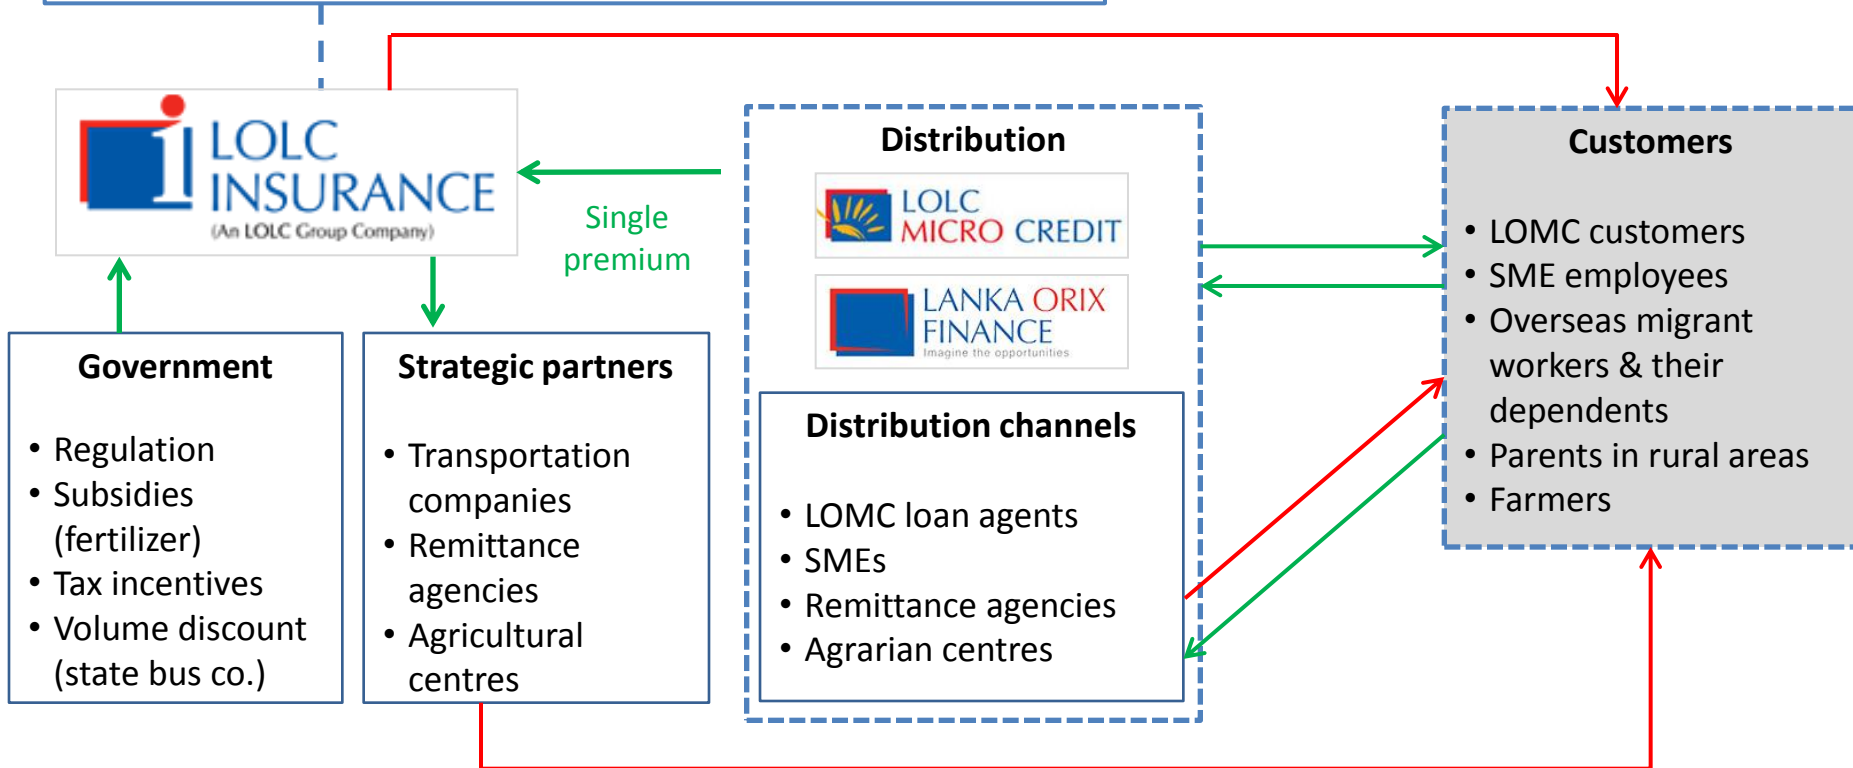 LOLC
INSURANCE
(An LOLC Group Company)
Single
premium
Government
• Regulation
• Subsidies
(fertilizer)
• Tax incentives
• Volume discount
(state bus co.)
Strategic partners
• Transportation
companies
• Remittance
agencies
• Agricultural
centres
Distribution
LOLC
MICRO CREDIT
LANKA ORIX
FINANCE
Imagine the opportunities
Distribution channels
• LOMC loan agents
• SMEs
• Remittance agencies
• Agrarian centres
Customers
• LOMC customers
• SME employees
• Overseas migrant
workers & their
dependents
• Parents in rural areas
• Farmers